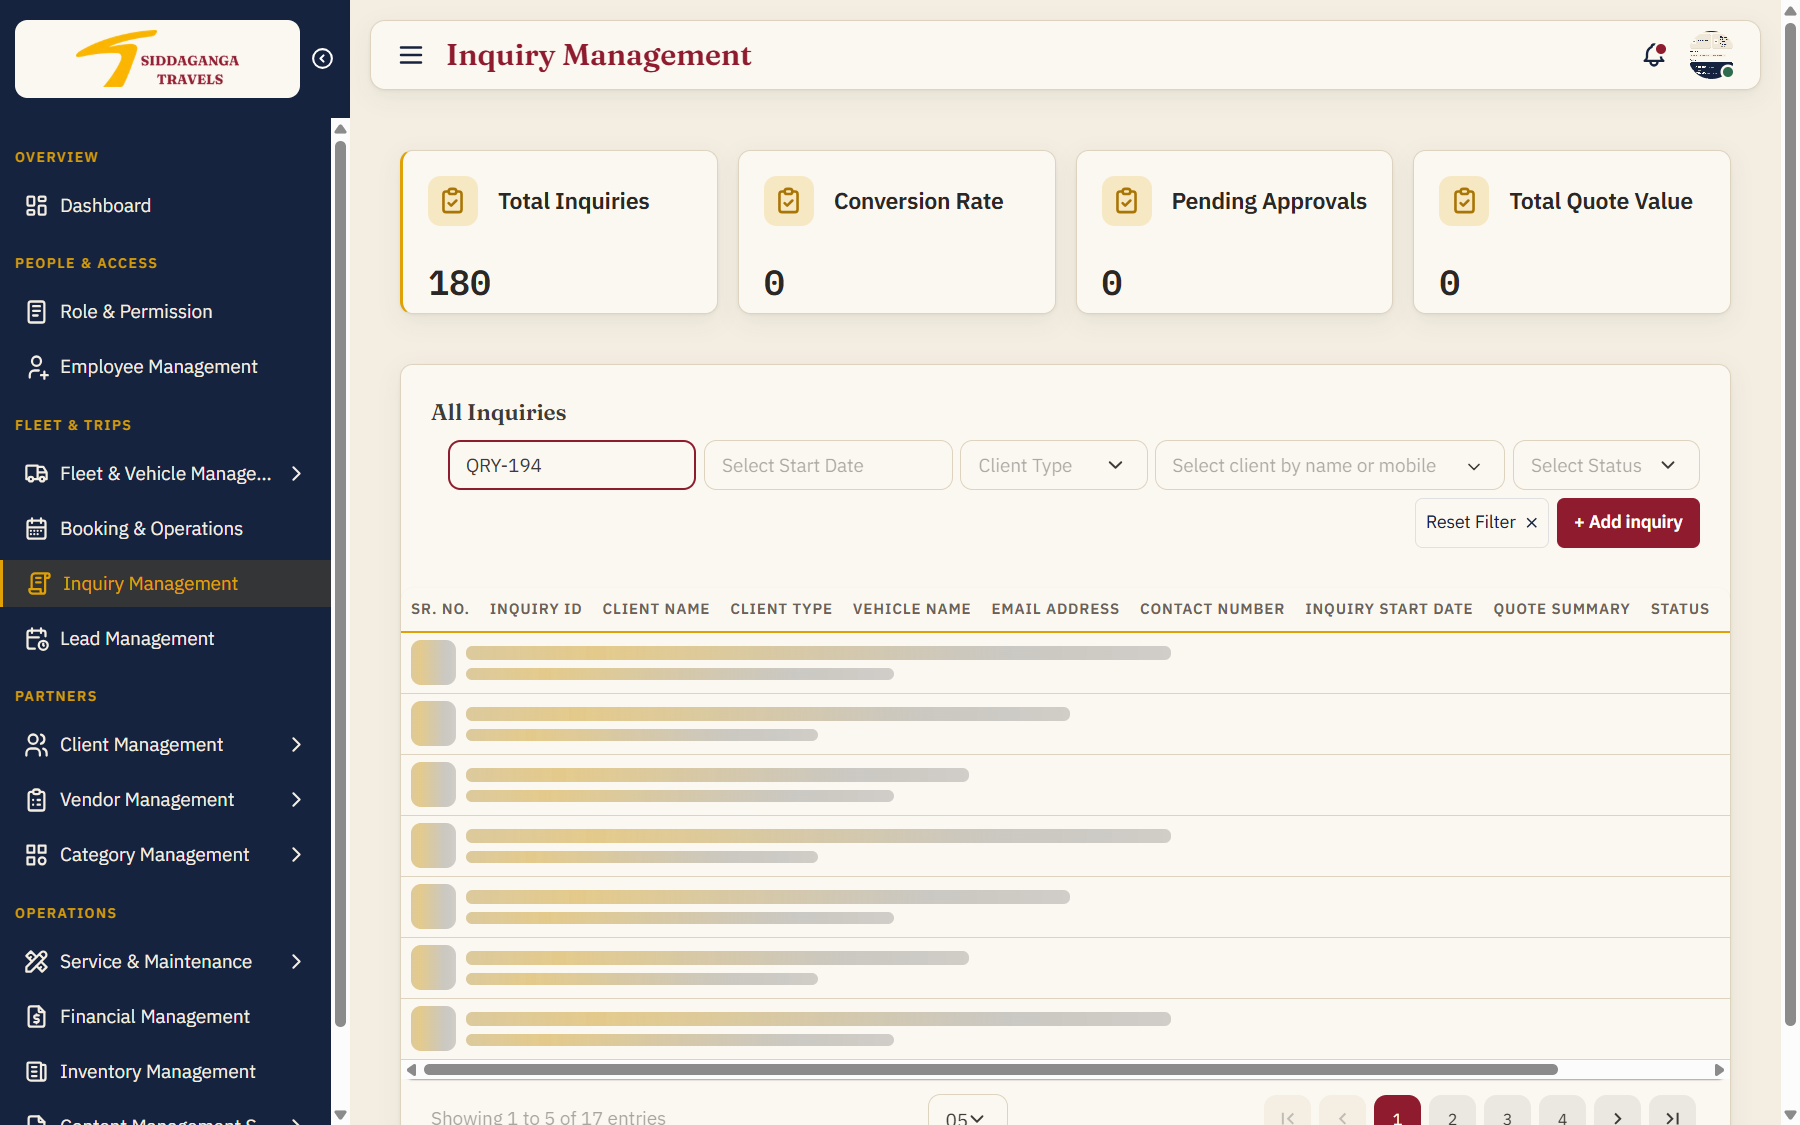 SIDDAGANGA
TRAVELS
OVERVIEW
Dashboard
PEOPLE & ACCESS
Role & Permission
Employee Management
FLEET & TRIPS
Fleet & Vehicle Manage...
Booking & Operations
Inquiry Management
Lead Management
PARTNERS
Client Management
Vendor Management
Category Management
OPERATIONS
Service & Maintenance
Financial Management
Inventory Management
Content Management S
Inquiry Management
Total Inquiries
180
Conversion Rate
0
Pending Approvals
0
Total Quote Value
0
All Inquiries
QRY-194
Select Start Date
Client Type
Select client by name or mobile
Select Status
Reset Filter ×
+ Add inquiry
SR. NO. INQUIRY ID CLIENT NAME CLIENT TYPE VEHICLE NAME EMAIL ADDRESS CONTACT NUMBER INQUIRY START DATE QUOTE SUMMARY STATUS
Showing 1 to 5 of 17 entries
05
1 2 3 4